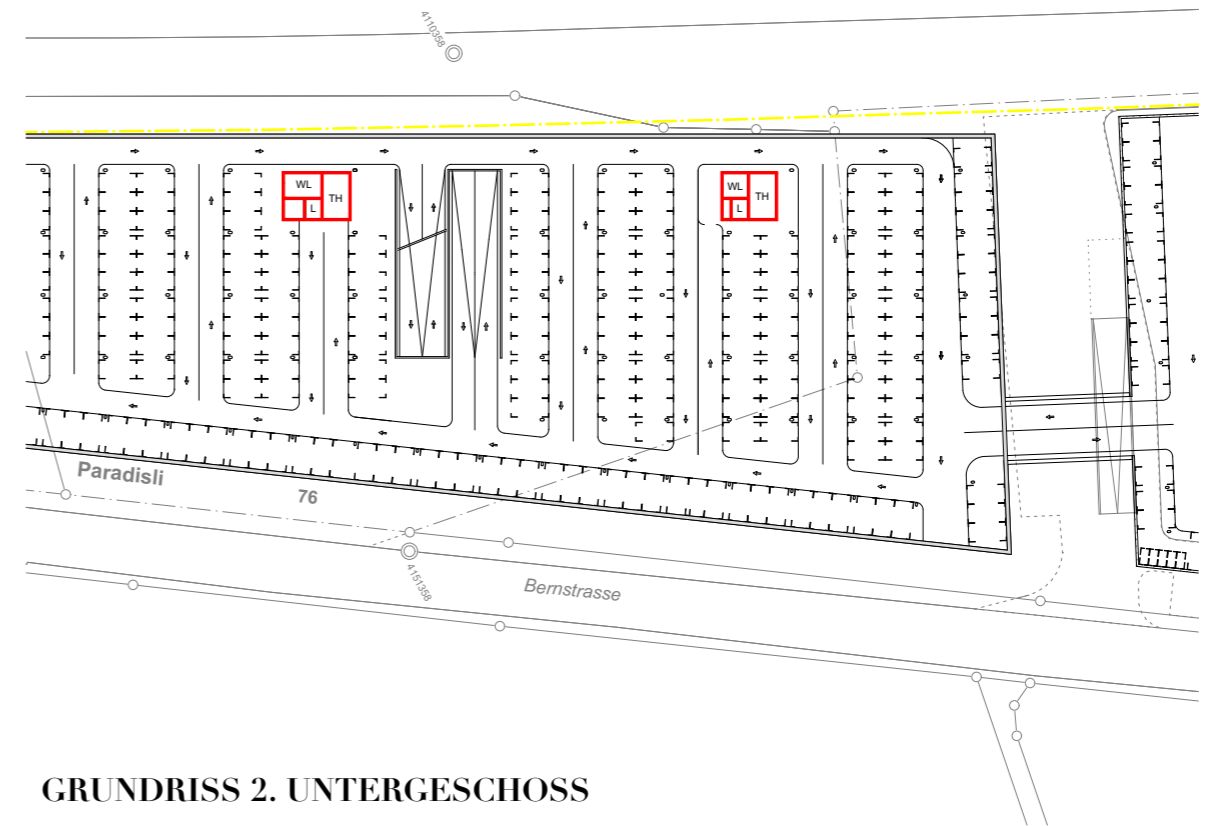 4110358
WL
TH
L
WL
TH
L
Paradisli
76
4151358
Bernstrasse
GRUNDRISS 2. UNTERGESCHOSS